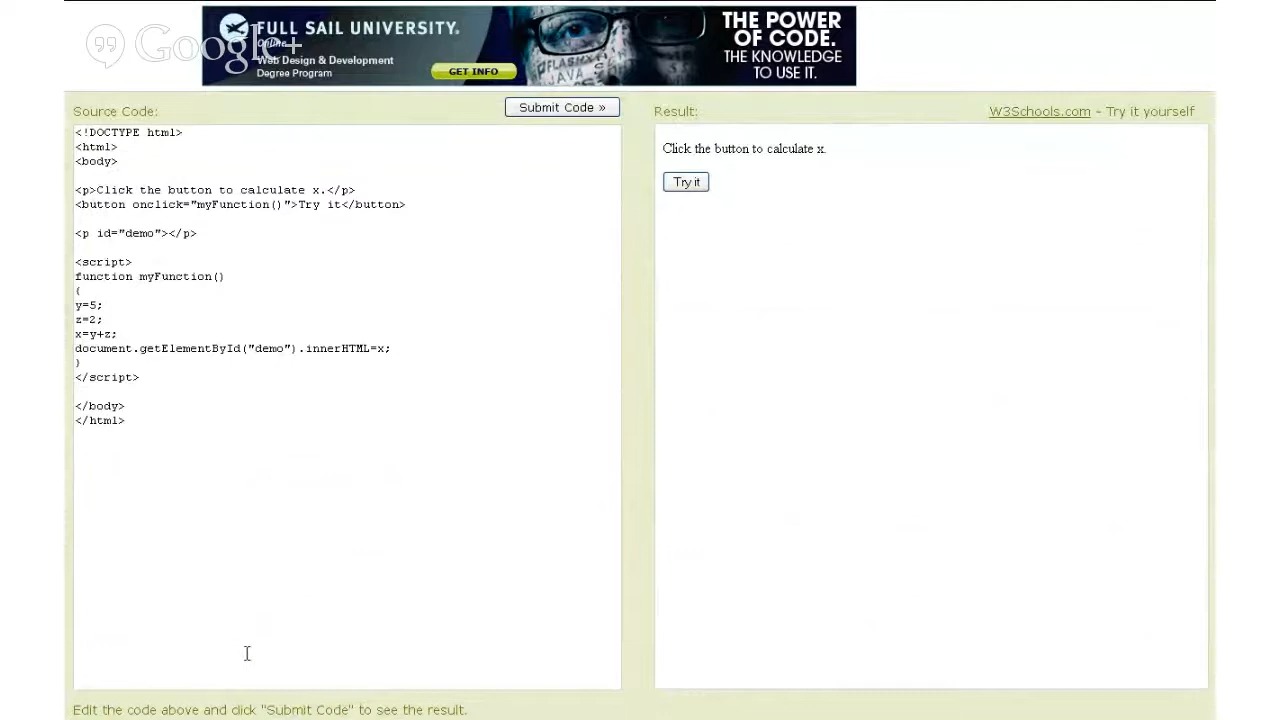 Google+
FULL SAIL UNIVERSITY.
Online
Web Design & Development
Degree Program
GET INFO
PFLASH
JAVA
THE POWER
OF CODE.
THE KNOWLEDGE
TO USE IT.
Source Code:
Submit Code »
<!DOCTYPE html>
<html>
<body>
<p>Click the button to calculate x.</p>
<button onclick="myFunction()">Try it</button>
<p id="demo"></p>
<script>
function myFunction()
{
y=5;
z=2;
x=y+z;
document.getElementById("demo").innerHTML=x;
}
</script>
</body>
</html>
Result:
W3Schools.com - Try it yourself
Click the button to calculate x.
Try it
Edit the code above and click "Submit Code" to see the result.